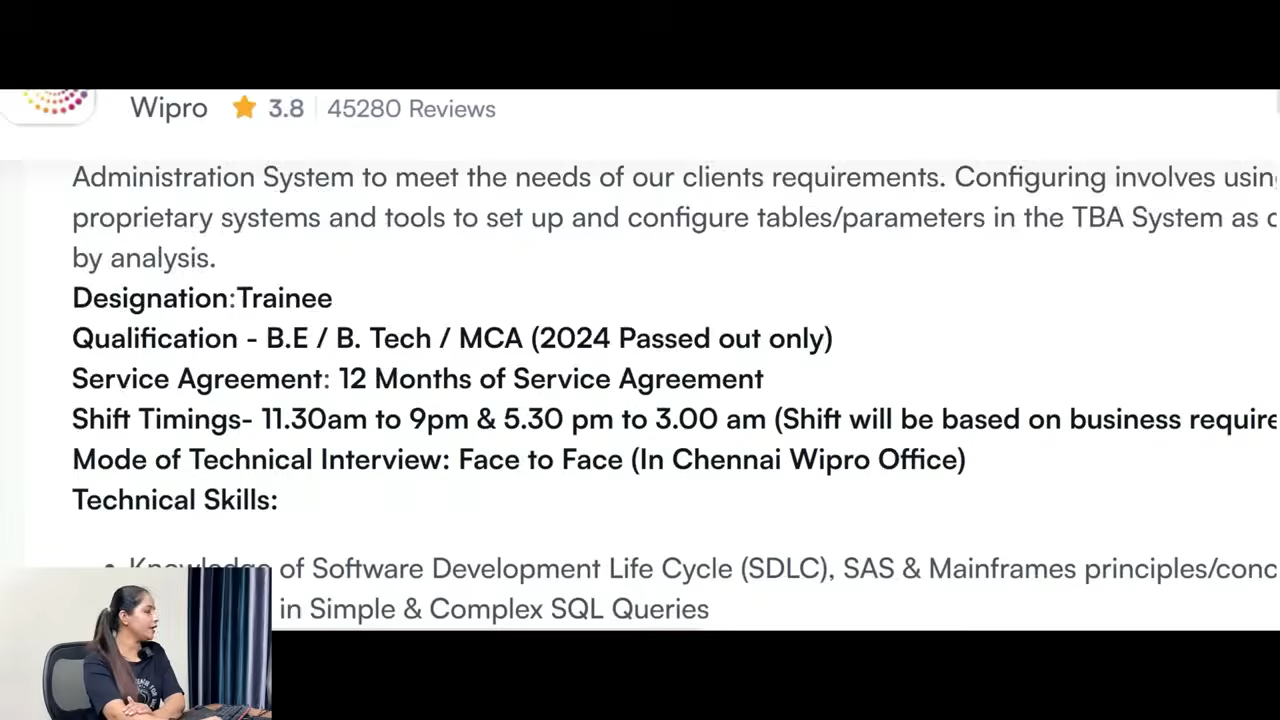 Wipro 3.8 45280 Reviews
Administration System to meet the needs of our clients requirements. Configuring involves
proprietary systems and tools to set up and configure tables/parameters in the TBA System as
by analysis.
Designation:Trainee
Qualification - B.E / B. Tech / MCA (2024 Passed out only)
Service Agreement: 12 Months of Service Agreement
Shift Timings- 11.30am to 9pm & 5.30 pm to 3.00 am (Shift will be based on business
Mode of Technical Interview: Face to Face (In Chennai Wipro Office)
Technical Skills:
• Knowledge of Software Development Life Cycle (SDLC), SAS & Mainframes
in Simple & Complex SQL Queries